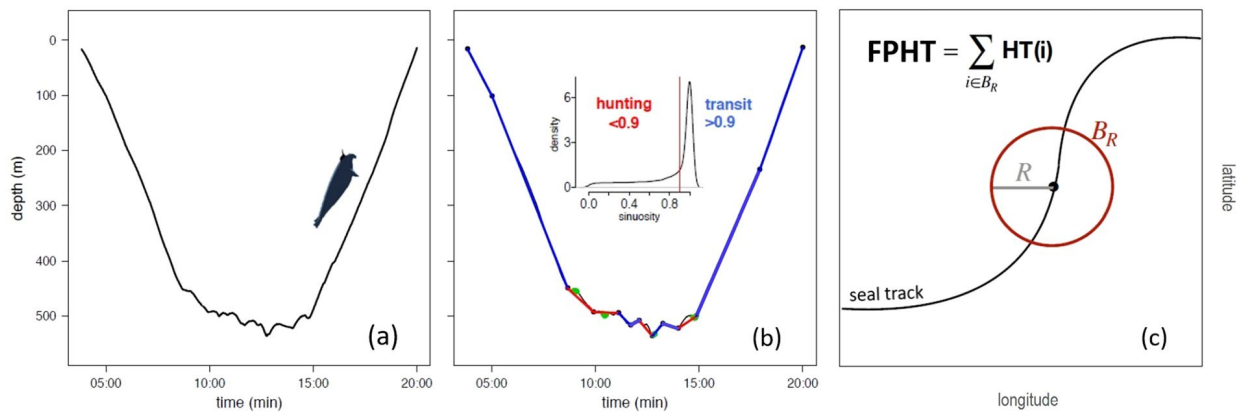 0
100
200
300
400
500
depth (m)
05:00
10:00
15:00
20:00
time (min)
(a)
hunting
<0.9
transit
>0.9
6
3
0
density
0.0
0.4
0.8
sinuosity
05:00
10:00
15:00
20:00
time (min)
(b)
FPHT = ∑ HT(i)
i∈B_R
B_R
R
seal track
(c)
longitude
latitude